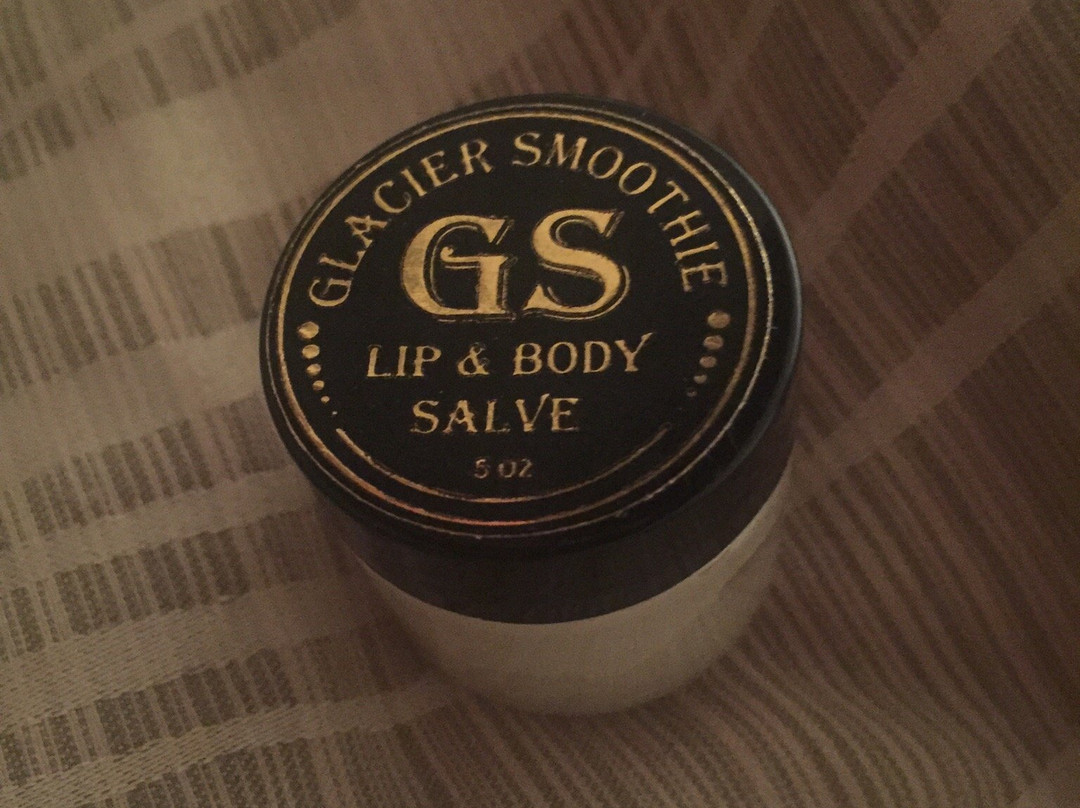 GLACIER SMOOTHIE
GS
LIP & BODY
SALVE
5 OZ